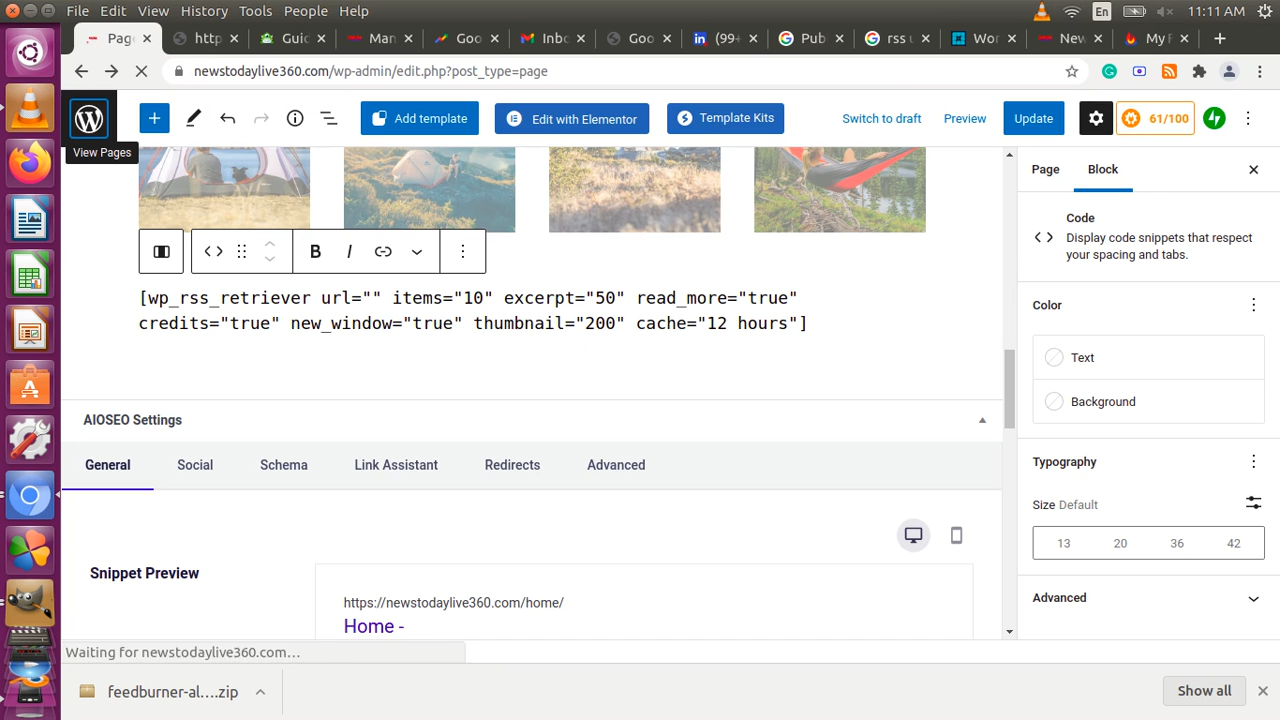 File Edit View History Tools People Help
En
11:11 AM
Page
http
Guid
Man
Goo
Inbo
Goo
(99+
Pub
rss u
Wor
New
My F
newstodaylive360.com/wp-admin/edit.php?post_type=page
Add template
Edit with Elementor
Template Kits
Switch to draft
Preview
Update
61/100
View Pages
Page
Block
Code
Display code snippets that respect
your spacing and tabs.
[wp_rss_retriever url="" items="10" excerpt="50" read_more="true"
credits="true" new_window="true" thumbnail="200" cache="12 hours"]
Color
Text
Background
AIOSEO Settings
General
Social
Schema
Link Assistant
Redirects
Advanced
Typography
Size Default
13
20
36
42
Snippet Preview
Advanced
https://newstodaylive360.com/home/
Home -
Waiting for newstodaylive360.com…
feedburner-al….zip
Show all